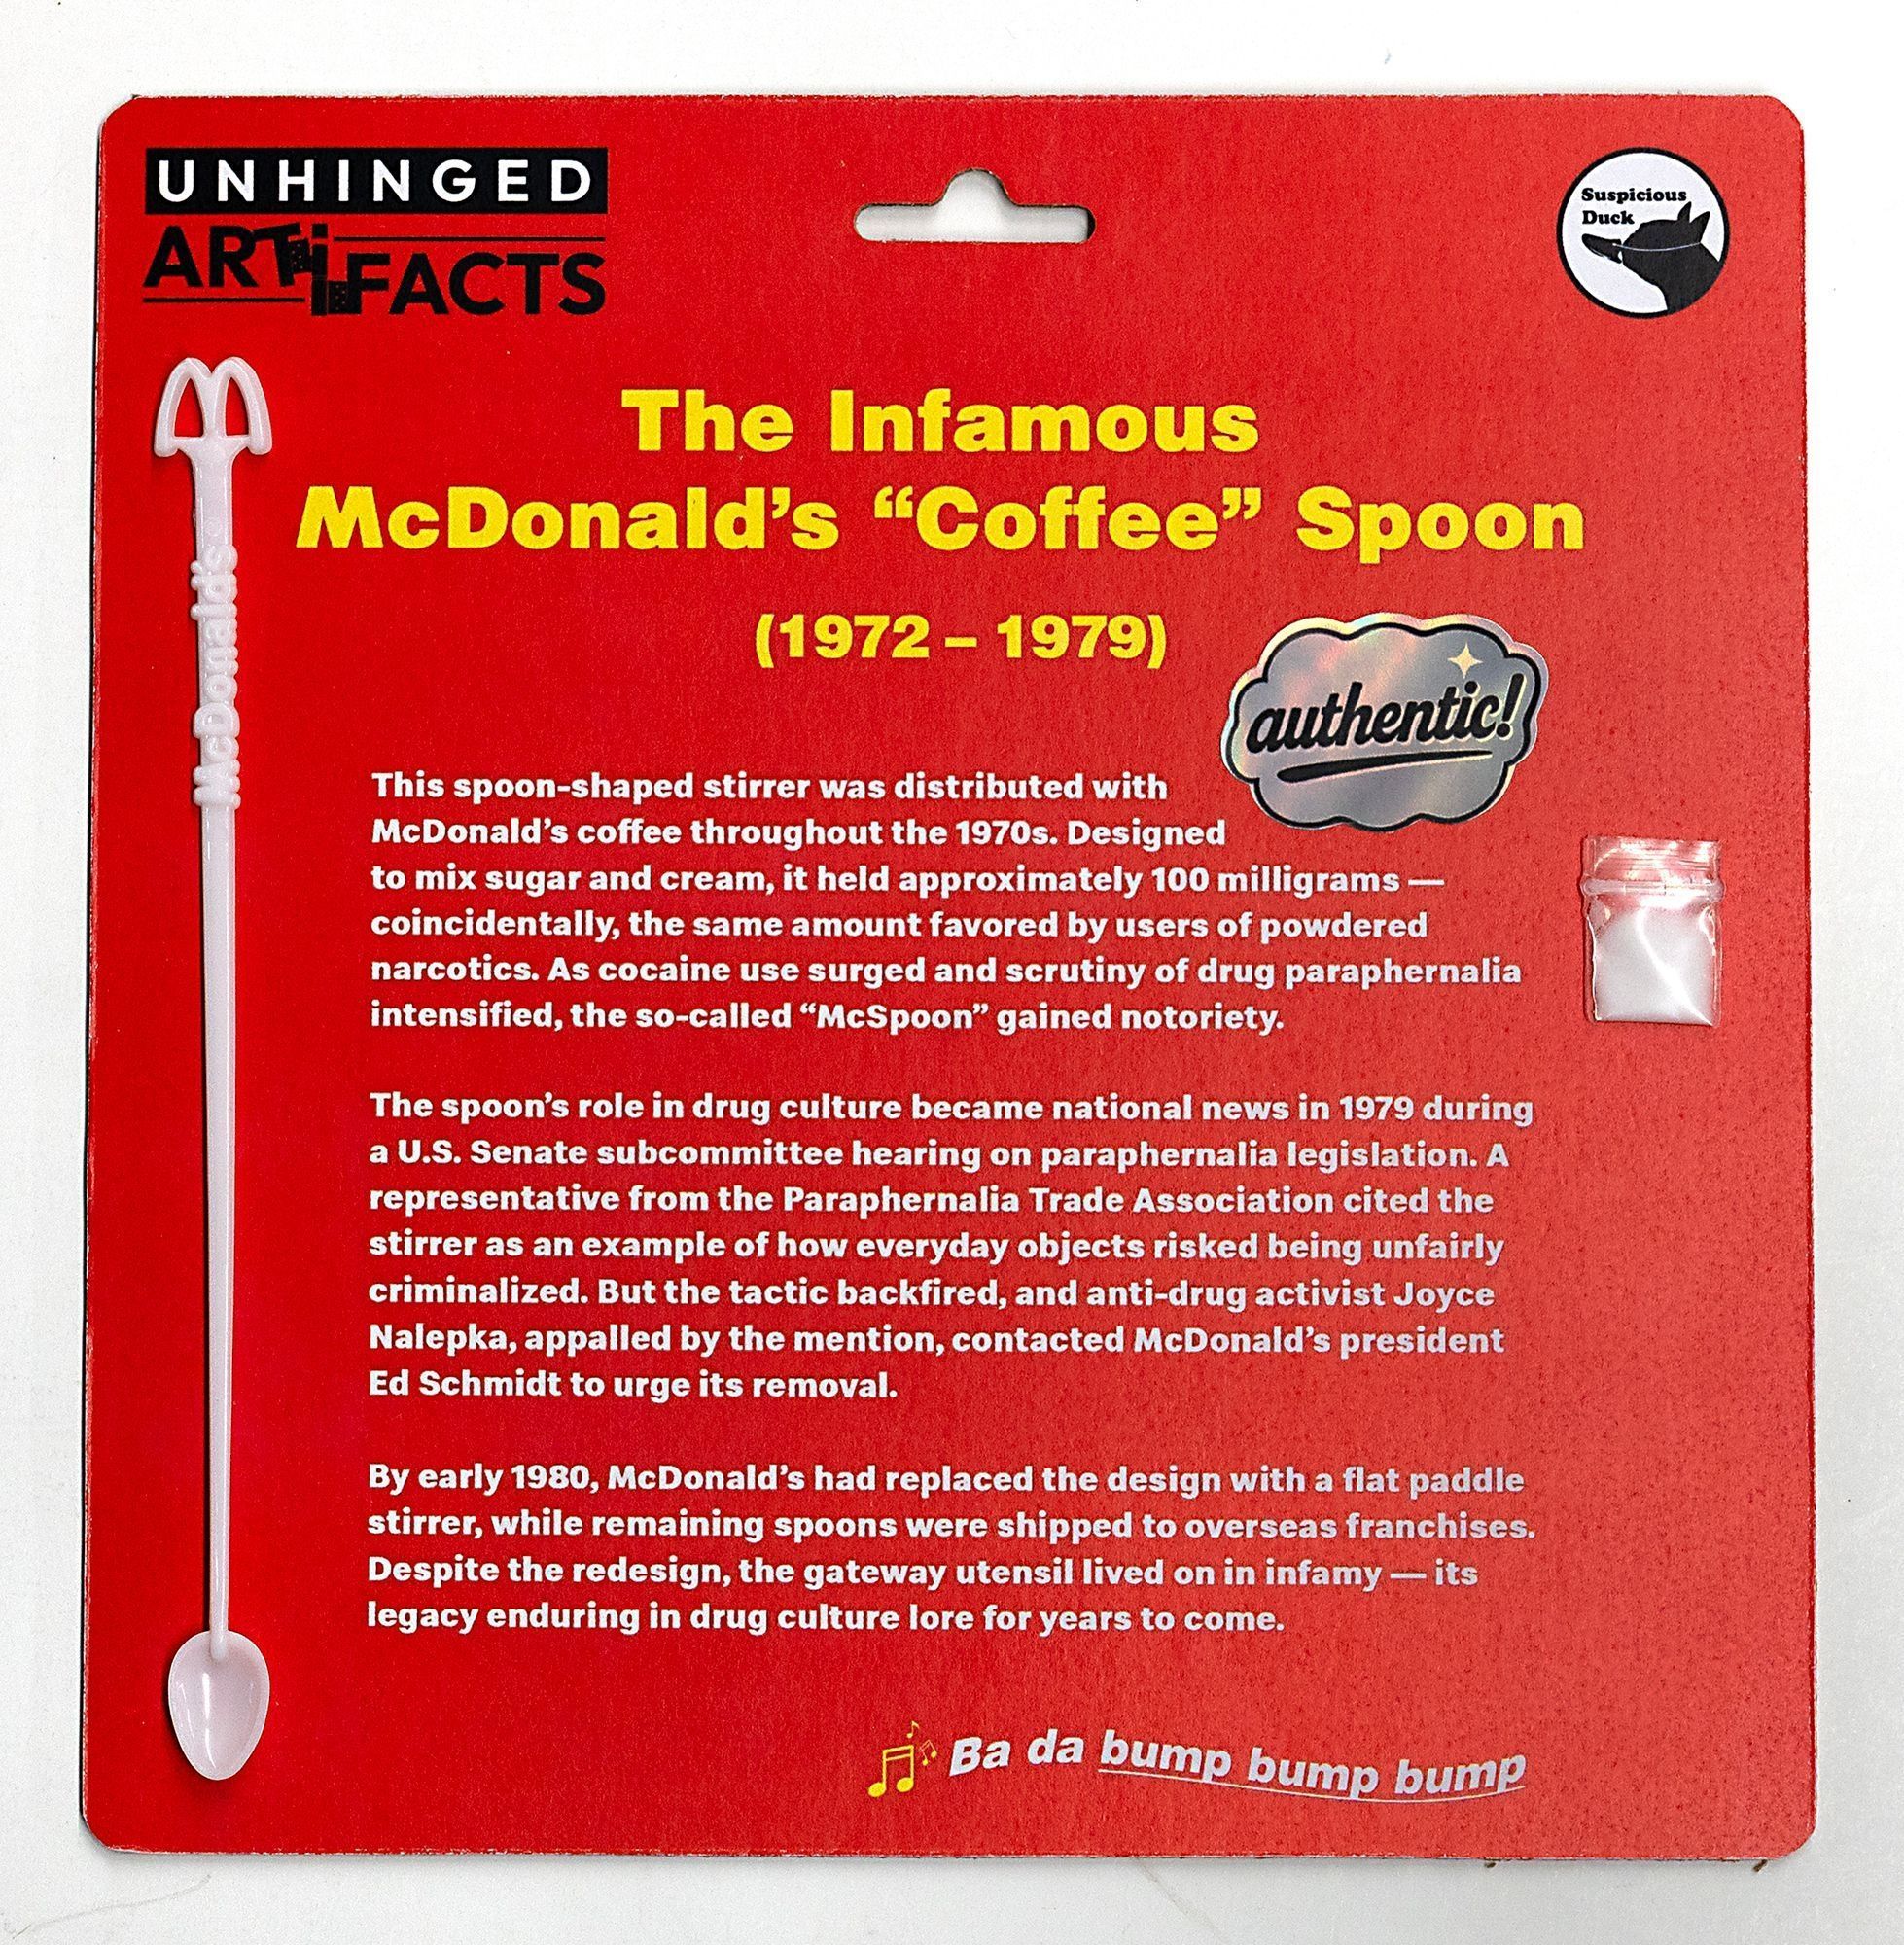 UNHINGED
ARTiFACTS
Suspicious
Duck
The Infamous
McDonald's “Coffee” Spoon
(1972 – 1979)
authentic!
McDonald's®
This spoon-shaped stirrer was distributed with
McDonald’s coffee throughout the 1970s. Designed
to mix sugar and cream, it held approximately 100 milligrams —
coincidentally, the same amount favored by users of powdered
narcotics. As cocaine use surged and scrutiny of drug paraphernalia
intensified, the so-called “McSpoon” gained notoriety.
The spoon’s role in drug culture became national news in 1979 during
a U.S. Senate subcommittee hearing on paraphernalia legislation. A
representative from the Paraphernalia Trade Association cited the
stirrer as an example of how everyday objects risked being unfairly
criminalized. But the tactic backfired, and anti-drug activist Joyce
Nalepka, appalled by the mention, contacted McDonald’s president
Ed Schmidt to urge its removal.
By early 1980, McDonald’s had replaced the design with a flat paddle
stirrer, while remaining spoons were shipped to overseas franchises.
Despite the redesign, the gateway utensil lived on in infamy — its
legacy enduring in drug culture lore for years to come.
Ba da bump bump bump